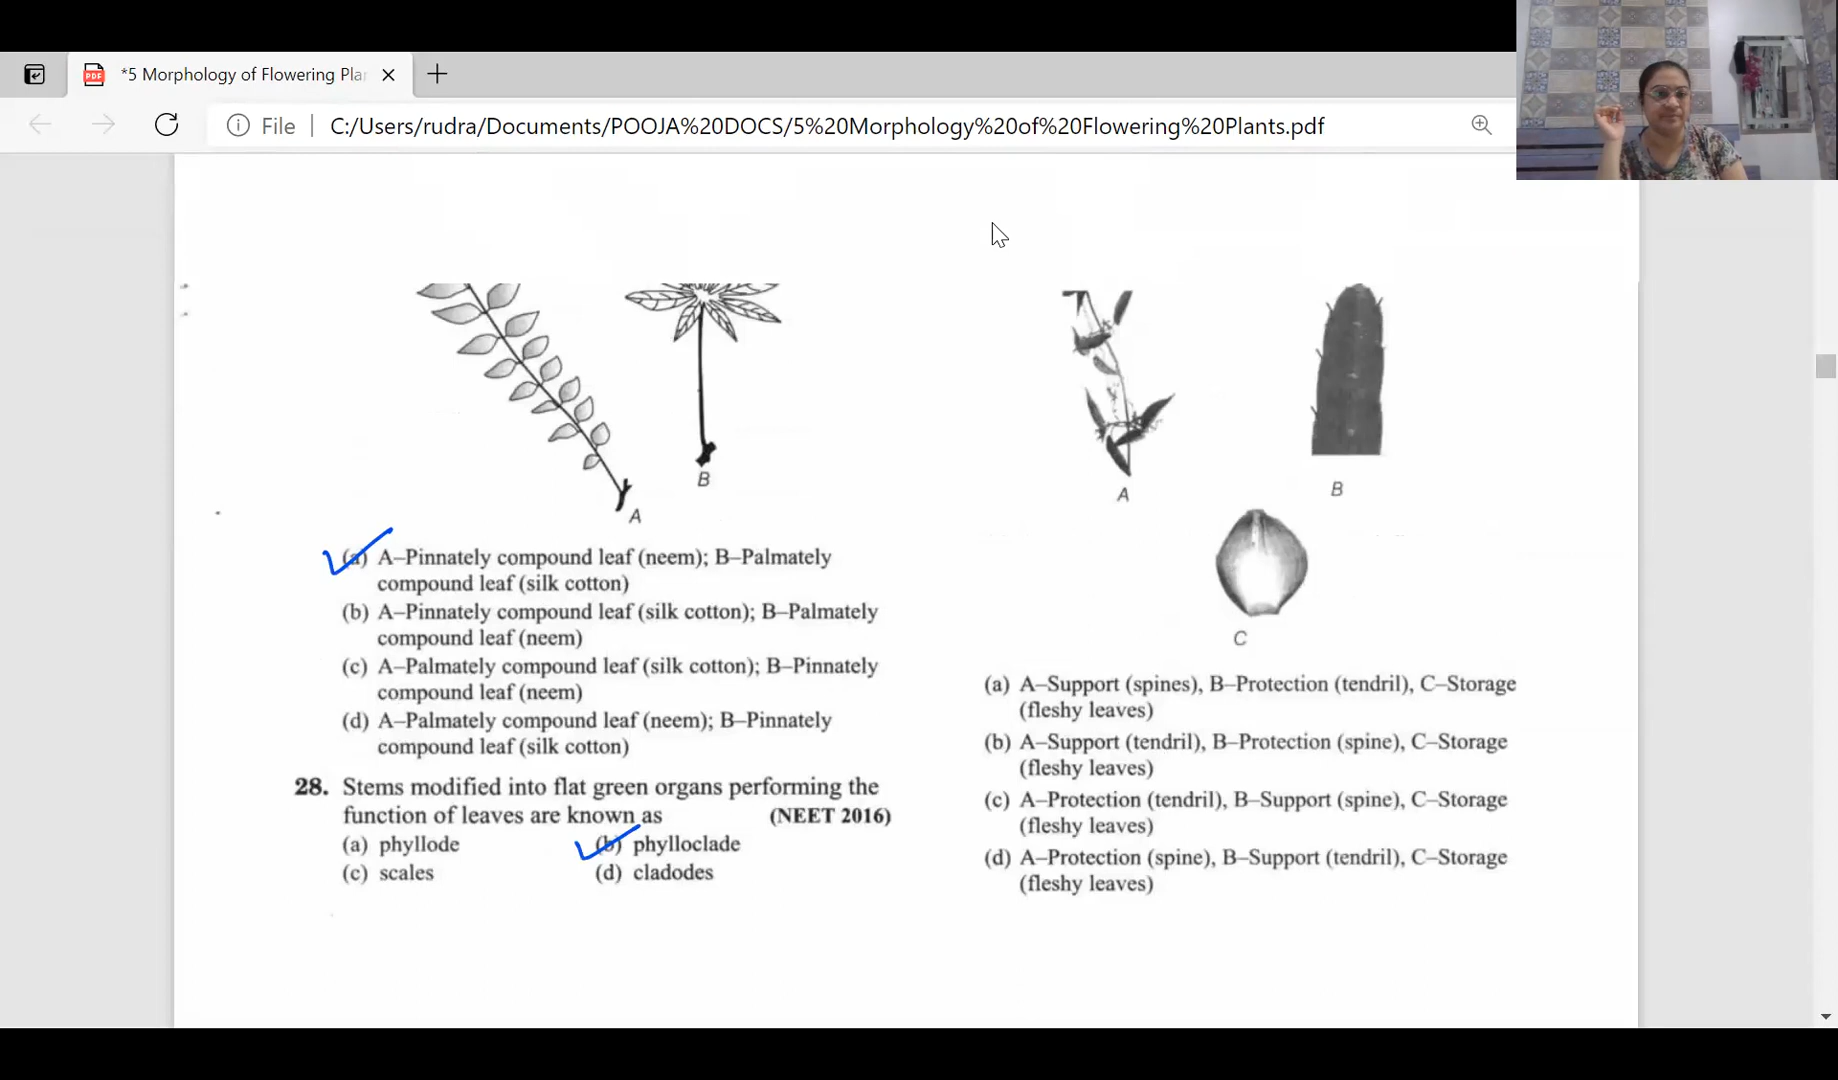 PDF
*5 Morphology of Flowering Pla
File
C:/Users/rudra/Documents/POOJA%20DOCS/5%20Morphology%20of%20Flowering%20Plants.pdf
A
B
(a) A–Pinnately compound leaf (neem); B–Palmately
compound leaf (silk cotton)
(b) A–Pinnately compound leaf (silk cotton); B–Palmately
compound leaf (neem)
(c) A–Palmately compound leaf (silk cotton); B–Pinnately
compound leaf (neem)
(d) A–Palmately compound leaf (neem); B–Pinnately
compound leaf (silk cotton)
28. Stems modified into flat green organs performing the
function of leaves are known as (NEET 2016)
(a) phyllode (b) phylloclade
(c) scales (d) cladodes
A
B
C
(a) A–Support (spines), B–Protection (tendril), C–Storage
(fleshy leaves)
(b) A–Support (tendril), B–Protection (spine), C–Storage
(fleshy leaves)
(c) A–Protection (tendril), B–Support (spine), C–Storage
(fleshy leaves)
(d) A–Protection (spine), B–Support (tendril), C–Storage
(fleshy leaves)